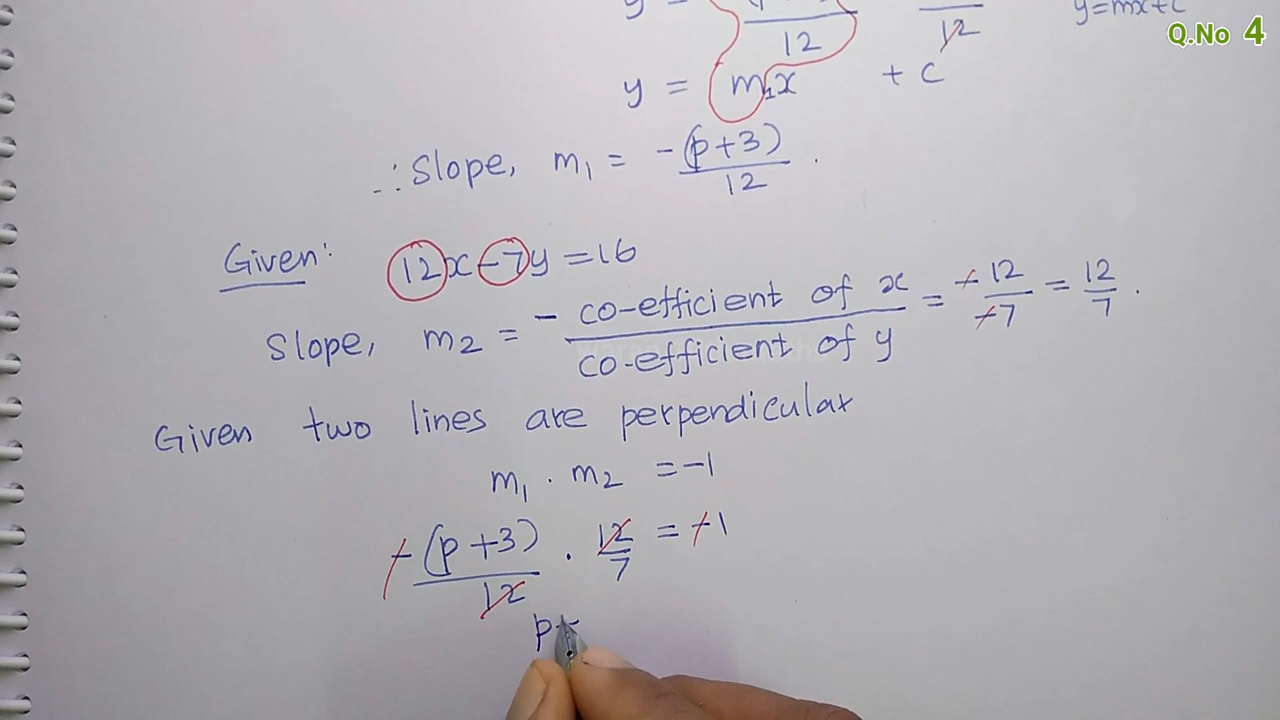 y =
12
12
y=mx+c
Q.No 4
y = m₁x + c
∴ Slope, m₁ = -(p+3)/12 .
Given: 12x-7y=16
Slope, m₂ = - co-efficient of x/co-efficient of y = -12/-7 = 12/7 .
Given two lines are perpendicular
m₁ . m₂ = -1
-(p+3)/12 . 12/7 = -1
p+